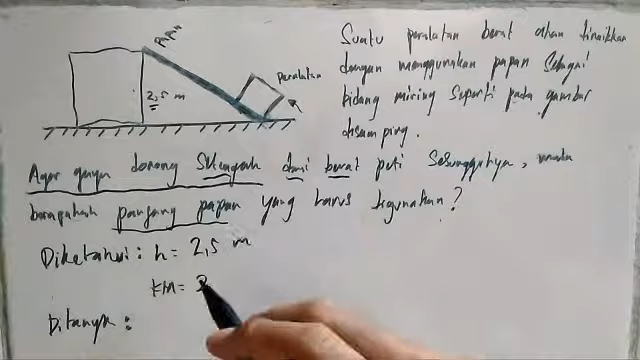 papan
2,5 m
peralatan
Suatu peralatan berat akan dinaikkan
dengan menggunakan papan sebagai
bidang miring seperti pada gambar
disamping.
Agar gaya dorong setengah dari berat peti sesungguhnya, maka
berapakah panjang papan yang harus digunakan?
Diketahui: h = 2,5 m
KM =
Ditanya: